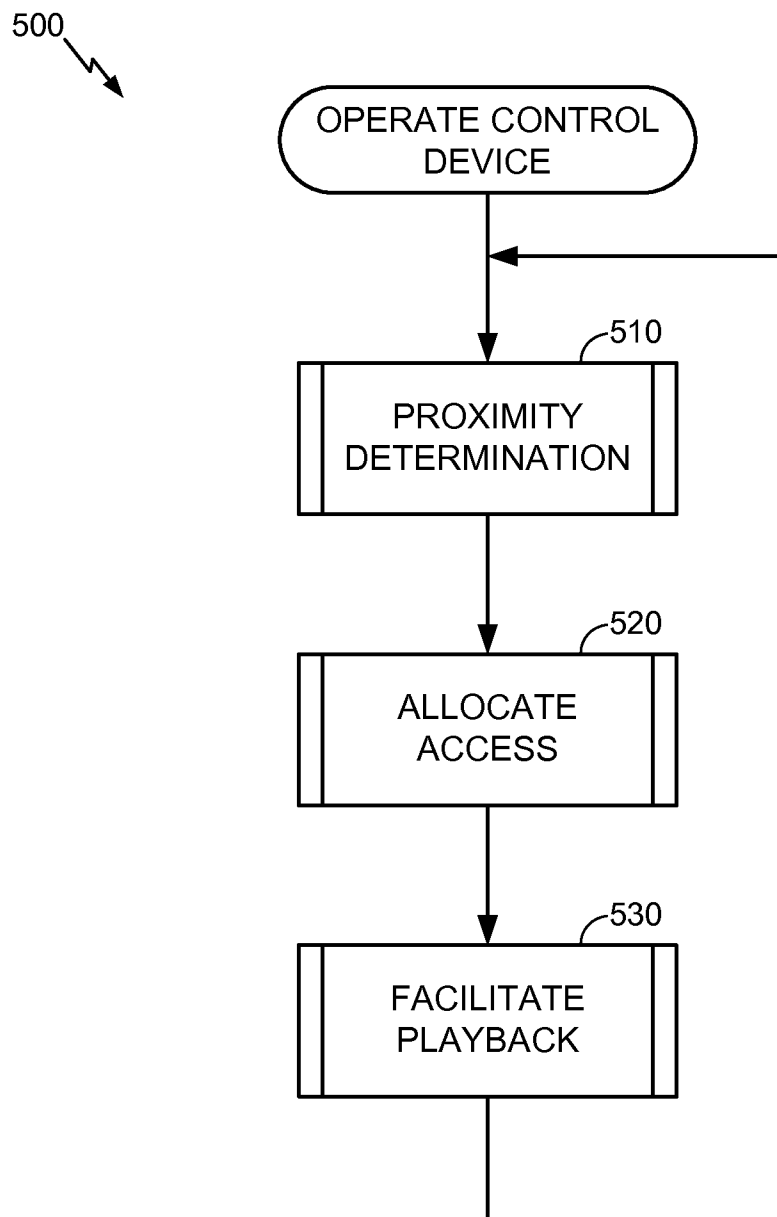 500
OPERATE CONTROL
DEVICE
510
PROXIMITY
DETERMINATION
520
ALLOCATE
ACCESS
530
FACILITATE
PLAYBACK